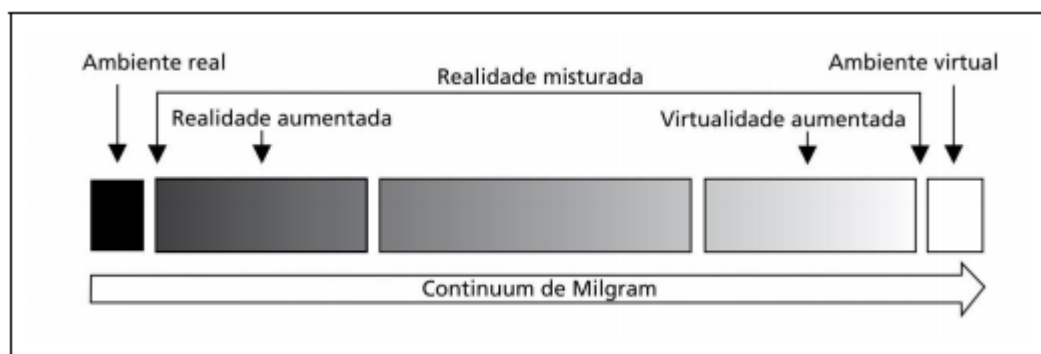 Ambiente real
Realidade misturada
Ambiente virtual
Realidade aumentada
Virtualidade aumentada
Continuum de Milgram